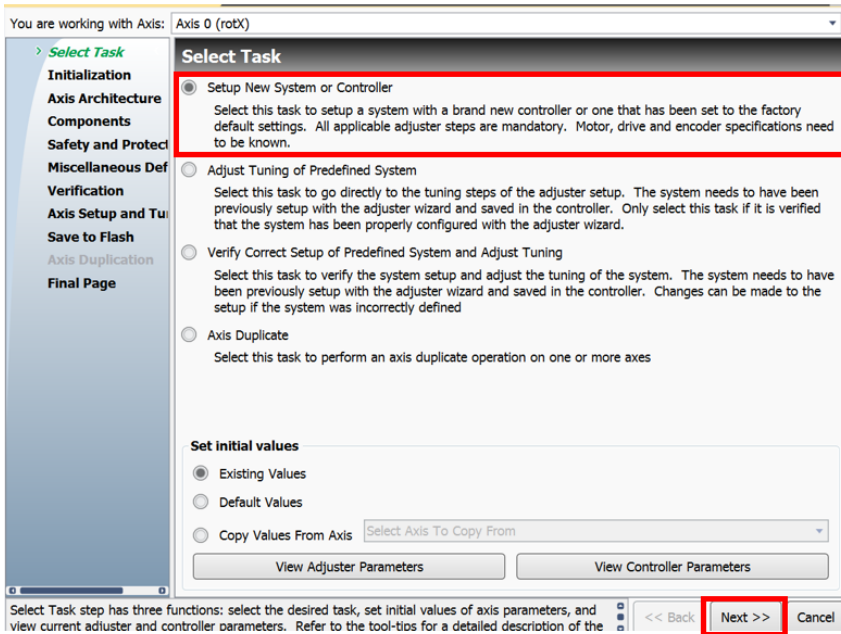 You are working with Axis: Axis 0 (rotX)
Select Task
Initialization
Axis Architecture
Components
Safety and Protect
Miscellaneous Def
Verification
Axis Setup and Tu
Save to Flash
Axis Duplication
Final Page
Select Task
Setup New System or Controller
Select this task to setup a system with a brand new controller or one that has been set to the factory
default settings. All applicable adjuster steps are mandatory. Motor, drive and encoder specifications need
to be known.
Adjust Tuning of Predefined System
Select this task to go directly to the tuning steps of the adjuster setup. The system needs to have been
previously setup with the adjuster wizard and saved in the controller. Only select this task if it is verified
that the system has been properly configured with the adjuster wizard.
Verify Correct Setup of Predefined System and Adjust Tuning
Select this task to verify the system setup and adjust the tuning of the system. The system needs to have
been previously setup with the adjuster wizard and saved in the controller. Changes can be made to the
setup if the system was incorrectly defined
Axis Duplicate
Select this task to perform an axis duplicate operation on one or more axes
Set initial values
Existing Values
Default Values
Copy Values From Axis Select Axis To Copy From
View Adjuster Parameters View Controller Parameters
Select Task step has three functions: select the desired task, set initial values of axis parameters, and
view current adjuster and controller parameters. Refer to the tool-tips for a detailed description of the
<< Back Next >> Cancel